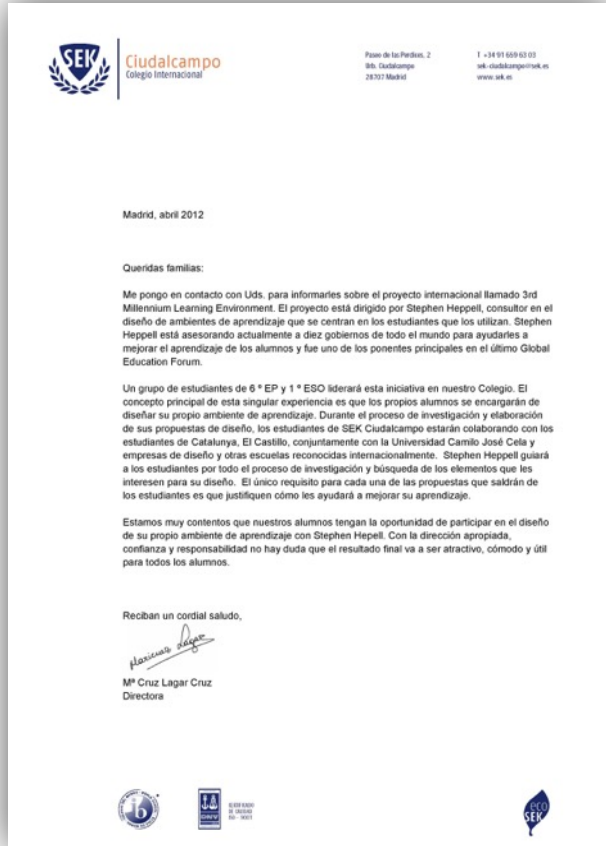 SEK
Ciudalcampo
Colegio Internacional
Paseo de las Perdices, 2
Urb. Ciudalcampo
28707 Madrid
T +34 91 659 63 03
sek-ciudalcampo@sek.es
www.sek.es
Madrid, abril 2012
Queridas familias:
Me pongo en contacto con Uds. para informarles sobre el proyecto internacional llamado 3rd
Millennium Learning Environment. El proyecto está dirigido por Stephen Heppell, consultor en el
diseño de ambientes de aprendizaje que se centran en los estudiantes que los utilizan. Stephen
Heppell está asesorando actualmente a diez gobiernos de todo el mundo para ayudarles a
mejorar el aprendizaje de los alumnos y fue uno de los ponentes principales en el último Global
Education Forum.
Un grupo de estudiantes de 6 º EP y 1 º ESO liderará esta iniciativa en nuestro Colegio. El
concepto principal de esta singular experiencia es que los propios alumnos se encargarán de
diseñar su propio ambiente de aprendizaje. Durante el proceso de investigación y elaboración
de sus propuestas de diseño, los estudiantes de SEK Ciudalcampo estarán colaborando con los
estudiantes de Catalunya, El Castillo, conjuntamente con la Universidad Camilo José Cela y
empresas de diseño y otras escuelas reconocidas internacionalmente. Stephen Heppell guiará
a los estudiantes por todo el proceso de investigación y búsqueda de los elementos que les
interesen para su diseño. El único requisito para cada una de las propuestas que saldrán de
los estudiantes es que justifiquen cómo les ayudará a mejorar su aprendizaje.
Estamos muy contentos que nuestros alumnos tengan la oportunidad de participar en el diseño
de su propio ambiente de aprendizaje con Stephen Hepell. Con la dirección apropiada,
confianza y responsabilidad no hay duda que el resultado final va a ser atractivo, cómodo y útil
para todos los alumnos.
Reciban un cordial saludo,
Mª Cruz Lagar Cruz
Directora
DNV
eco
SEK